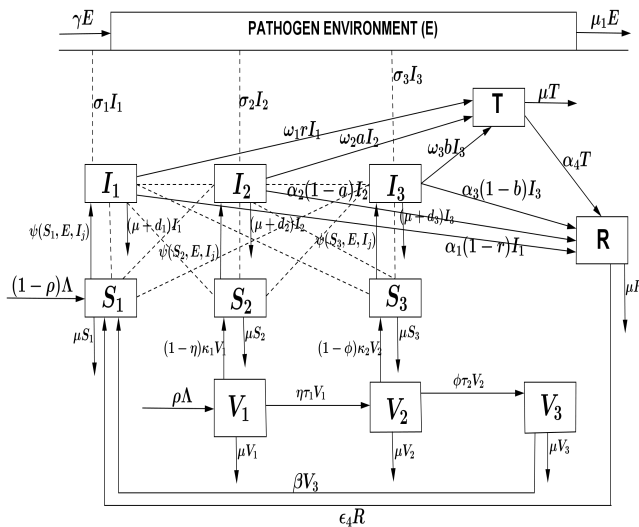 γE
PATHOGEN ENVIRONMENT (E)
μ₁E
σ₁I₁
σ₂I₂
σ₃I₃
T
μT
ω₁rI₁
ω₂aI₂
ω₃bI₃
α₄T
I₁
I₂
I₃
α₂(1−a)I₂
α₃(1−b)I₃
ψ(S₁, E, Iⱼ)
(μ+d₁)I₁
ψ(S₂, E, Iⱼ)
(μ+d₂)I₂
ψ(S₃, E, Iⱼ)
(μ+d₃)I₃
α₁(1−r)I₁
R
(1−ρ)Λ
S₁
S₂
S₃
μS₁
μS₂
μS₃
(1−η)κ₁V₁
(1−ϕ)κ₂V₂
ρΛ
V₁
ητ₁V₁
V₂
ϕτ₂V₂
V₃
μV₁
μV₂
μV₃
βV₃
ϵ₄R